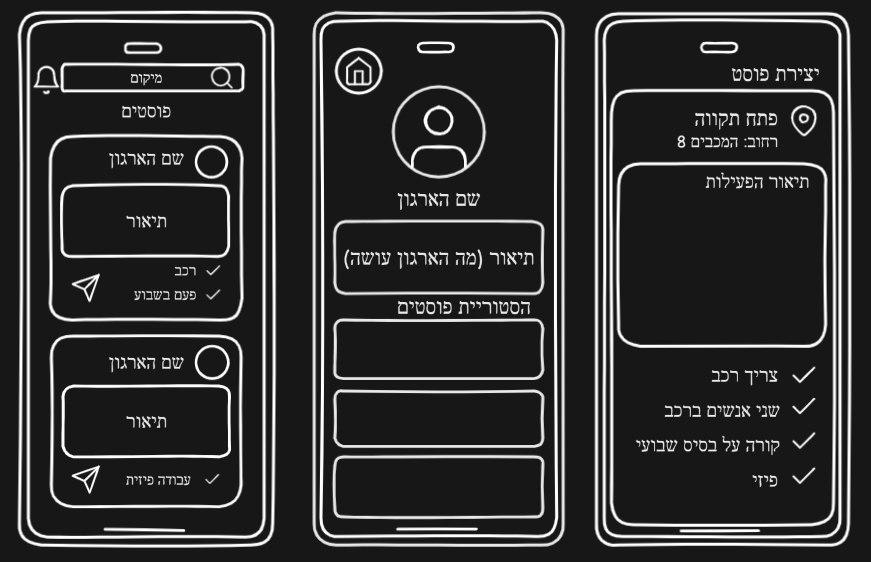 מיקום
פוסטים
שם הארגון
תיאור
רכב
פעם בשבוע
שם הארגון
תיאור
עבודה פיזית
שם הארגון
תיאור (מה הארגון עושה)
הסטוריית פוסטים
יצירת פוסט
פתח תקווה
רחוב: המכבים 8
תיאור הפעילות
צריך רכב
שני אנשים ברכב
קורה על בסיס שבועי
פיזי